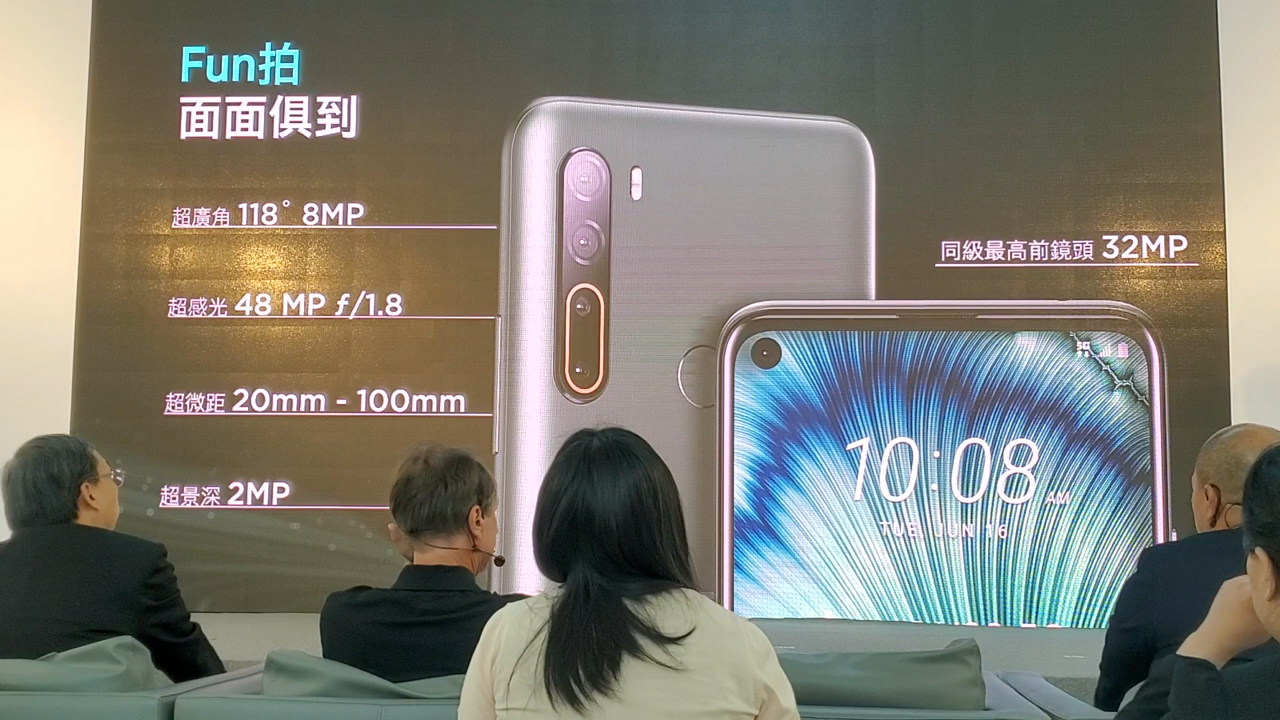 Fun拍
面面俱到
超廣角 118° 8MP
超感光 48 MP ƒ/1.8
超微距 20mm - 100mm
超景深 2MP
同級最高前鏡頭 32MP
5G
10:08 AM
TUE, JUN 16